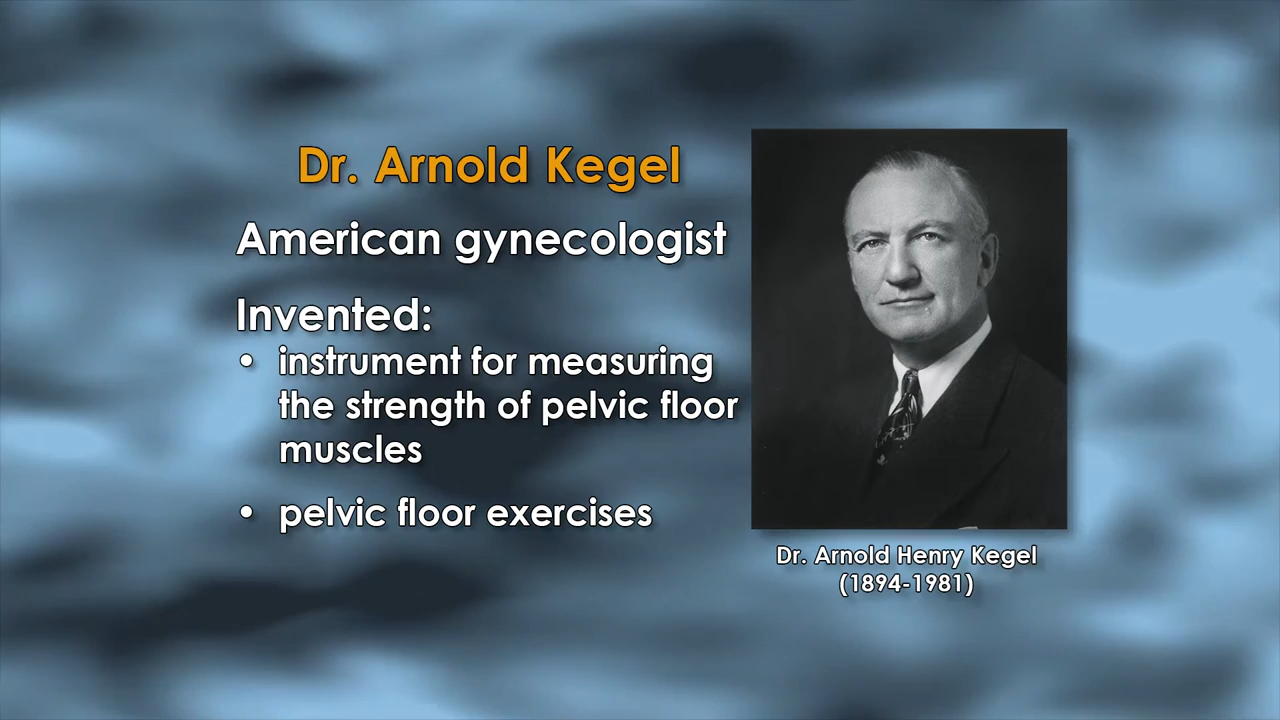 Dr. Arnold Kegel
American gynecologist
Invented:
• instrument for measuring
the strength of pelvic floor
muscles
• pelvic floor exercises
Dr. Arnold Henry Kegel
(1894-1981)